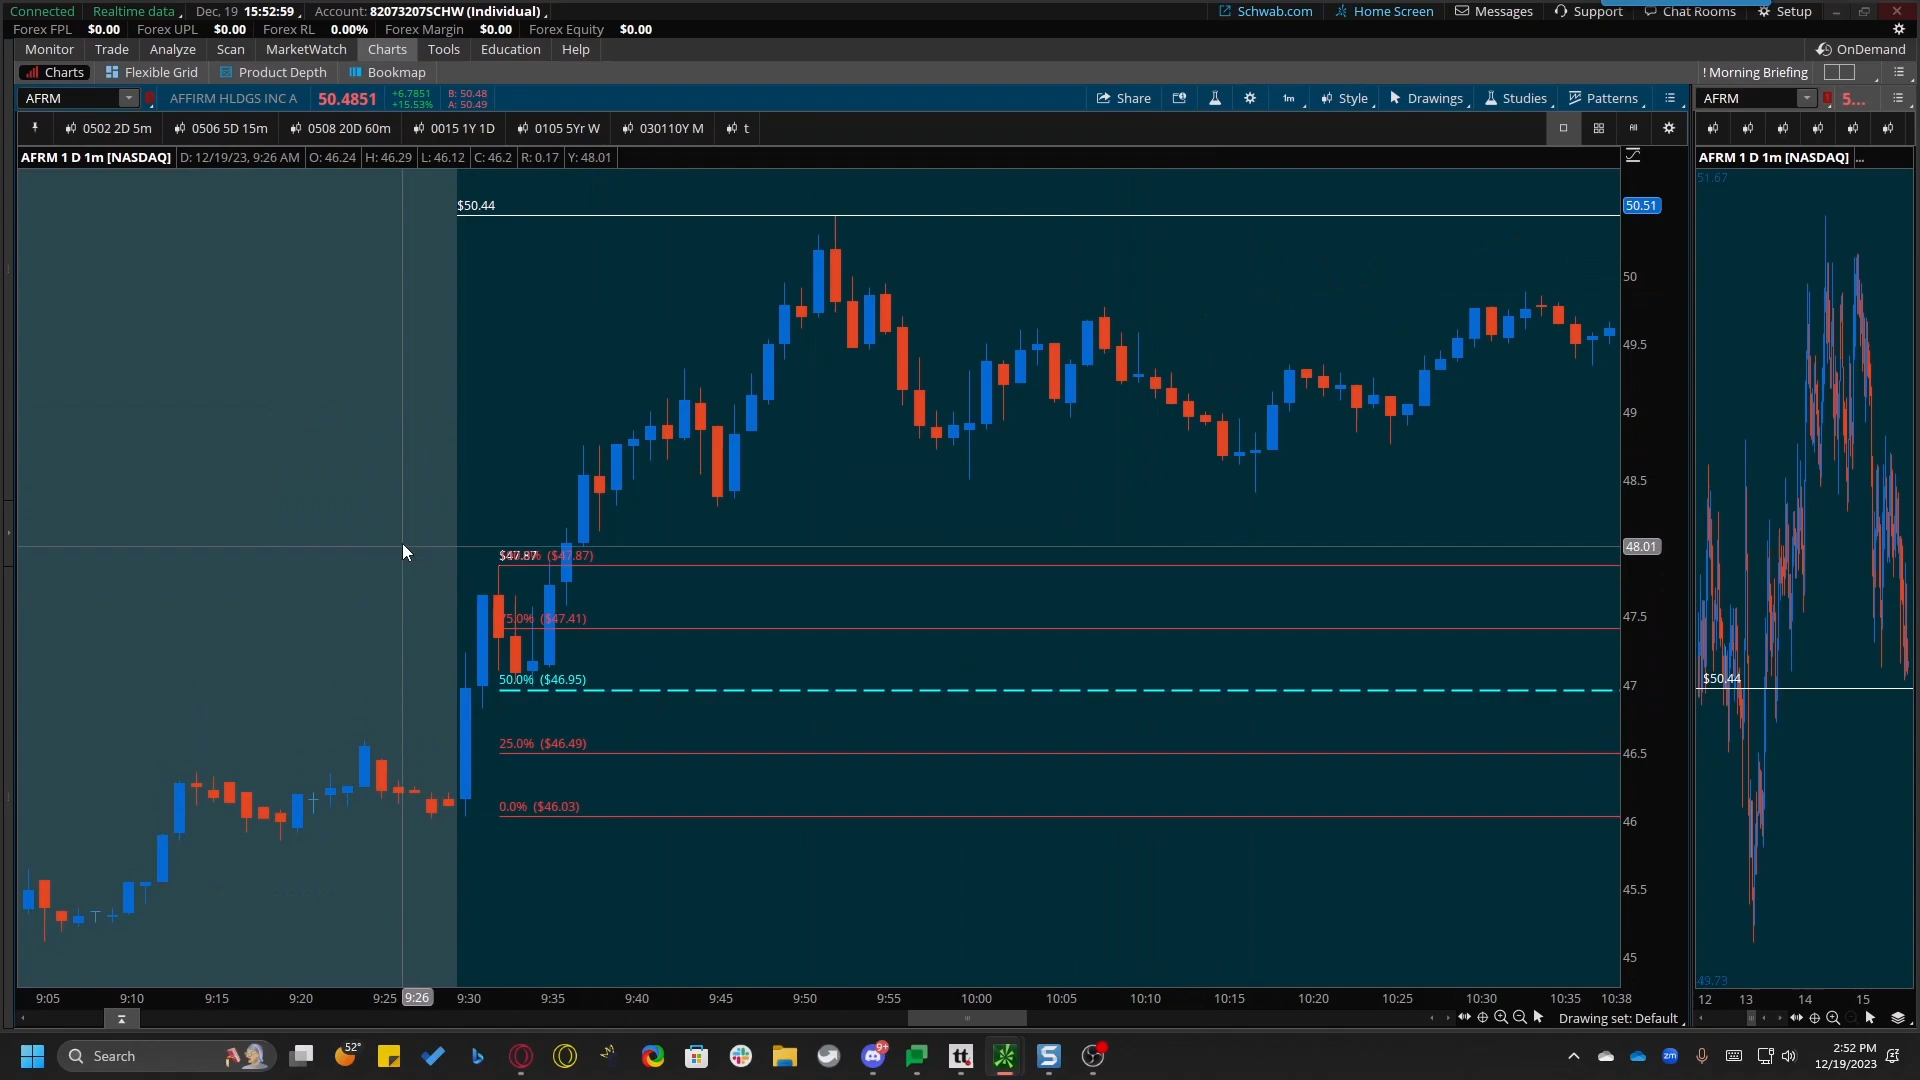 Connected Realtime data Dec, 19 15:52:59 Account: 82073207SCHW (Individual) Schwab.com Home Screen Messages Support Chat Rooms Setup
Forex FPL $0.00 Forex UPL $0.00 Forex RL 0.00% Forex Margin $0.00 Forex Equity $0.00
Monitor Trade Analyze Scan MarketWatch Charts Tools Education Help OnDemand
Charts Flexible Grid Product Depth Bookmap ! Morning Briefing
AFRM AFFIRM HLDGS INC A 50.4851 +6.7851 +15.53% B: 50.48 A: 50.49 Share 1m Style Drawings Studies Patterns AFRM 5...
0502 2D 5m 0506 5D 15m 0508 20D 60m 0015 1Y 1D 0105 5Yr W 030110Y M t
AFRM 1 D 1m [NASDAQ] D: 12/19/23, 9:26 AM O: 46.24 H: 46.29 L: 46.12 C: 46.2 R: 0.17 Y: 48.01 AFRM 1 D 1m [NASDAQ] ...
51.67
$50.44 50.51
50
49.5
49
48.5
48.01
$47.87 ($47.87)
75.0% ($47.41) 47.5
50.0% ($46.95) 47
$50.44
25.0% ($46.49) 46.5
0.0% ($46.03) 46
45.5
45
49.73
9:05 9:10 9:15 9:20 9:25 9:26 9:30 9:35 9:40 9:45 9:50 9:55 10:00 10:05 10:10 10:15 10:20 10:25 10:30 10:35 10:38 12 13 14 15
Drawing set: Default
Search 52° 9+ tt S zm 2:52 PM
12/19/2023